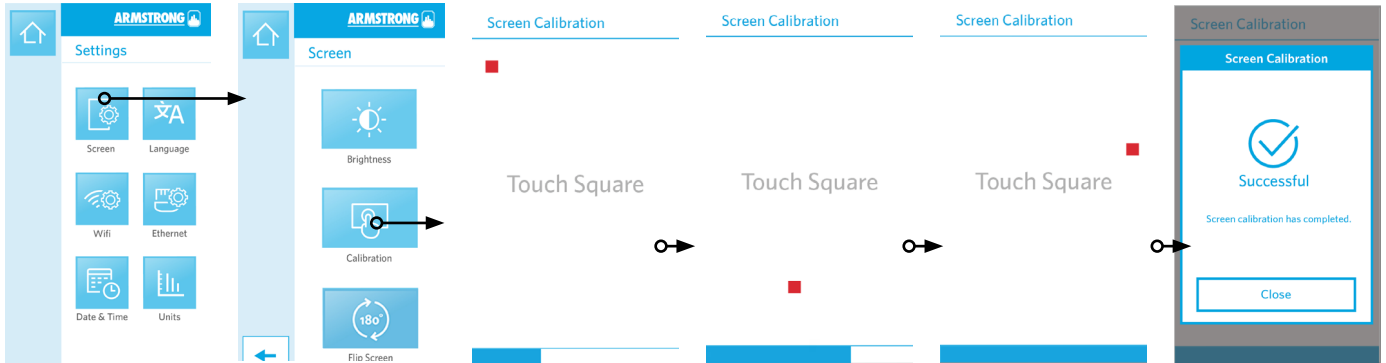 ARMSTRONG
Settings
Screen
Language
Wifi
Ethernet
Date & Time
Units
ARMSTRONG
Screen
Brightness
Calibration
180°
Flip Screen
Screen Calibration
Touch Square
Screen Calibration
Touch Square
Screen Calibration
Touch Square
Screen Calibration
Screen Calibration
Successful
Screen calibration has completed.
Close